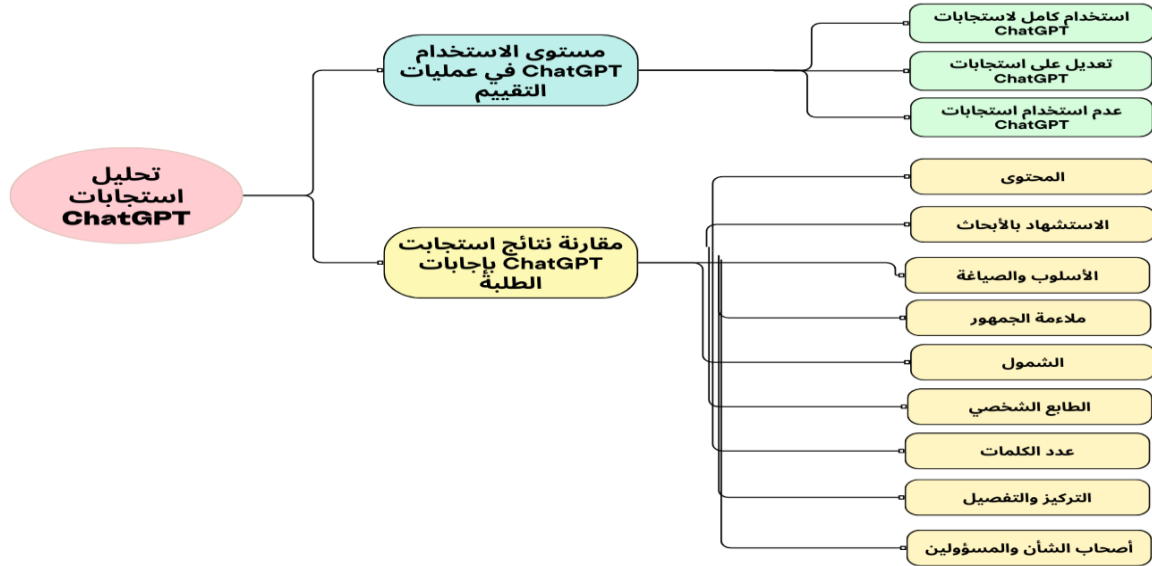 تحليل
استجابات
ChatGPT
مستوى الاستخدام
ChatGPT في عمليات
التقييم
استخدام كامل لاستجابات
ChatGPT
تعديل على استجابات
ChatGPT
عدم استخدام استجابات
ChatGPT
مقارنة نتائج استجابت
ChatGPT بإجابات
الطلبة
المحتوى
الاستشهاد بالأبحاث
الأسلوب والصياغة
ملاءمة الجمهور
الشمول
الطابع الشخصي
عدد الكلمات
التركيز والتفصيل
أصحاب الشأن والمسؤولين